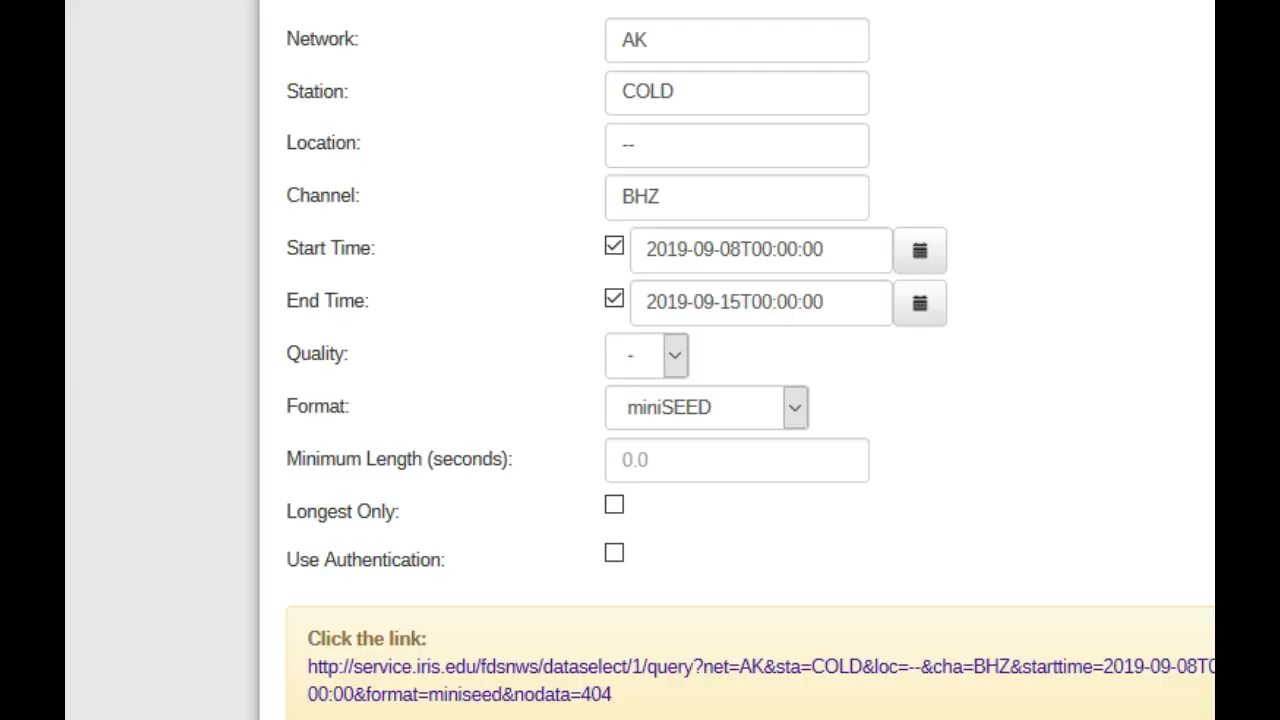 Network: AK
Station: COLD
Location: --
Channel: BHZ
Start Time: 2019-09-08T00:00:00
End Time: 2019-09-15T00:00:00
Quality: -
Format: miniSEED
Minimum Length (seconds): 0.0
Longest Only:
Use Authentication:
Click the link:
http://service.iris.edu/fdsnws/dataselect/1/query?net=AK&sta=COLD&loc=--&cha=BHZ&starttime=2019-09-08T0
00:00&format=miniseed&nodata=404